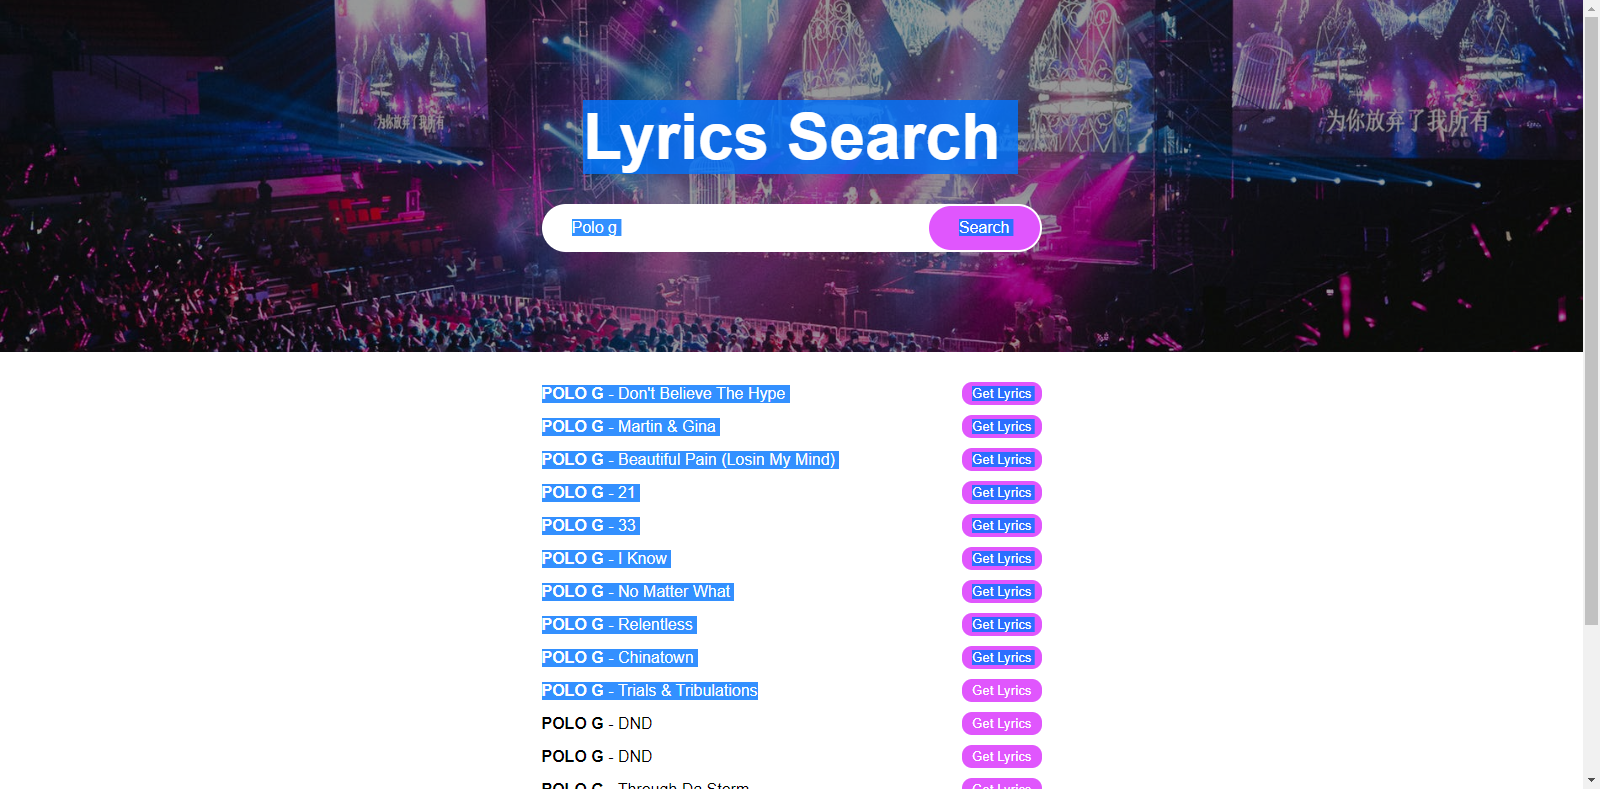 为你放弃了我所有
为你放弃了我所有
Lyrics Search
Polo g
Search
POLO G - Don't Believe The Hype
Get Lyrics
POLO G - Martin & Gina
Get Lyrics
POLO G - Beautiful Pain (Losin My Mind)
Get Lyrics
POLO G - 21
Get Lyrics
POLO G - 33
Get Lyrics
POLO G - I Know
Get Lyrics
POLO G - No Matter What
Get Lyrics
POLO G - Relentless
Get Lyrics
POLO G - Chinatown
Get Lyrics
POLO G - Trials & Tribulations
Get Lyrics
POLO G - DND
Get Lyrics
POLO G - DND
Get Lyrics
POLO G - Through Da Storm
Get Lyrics